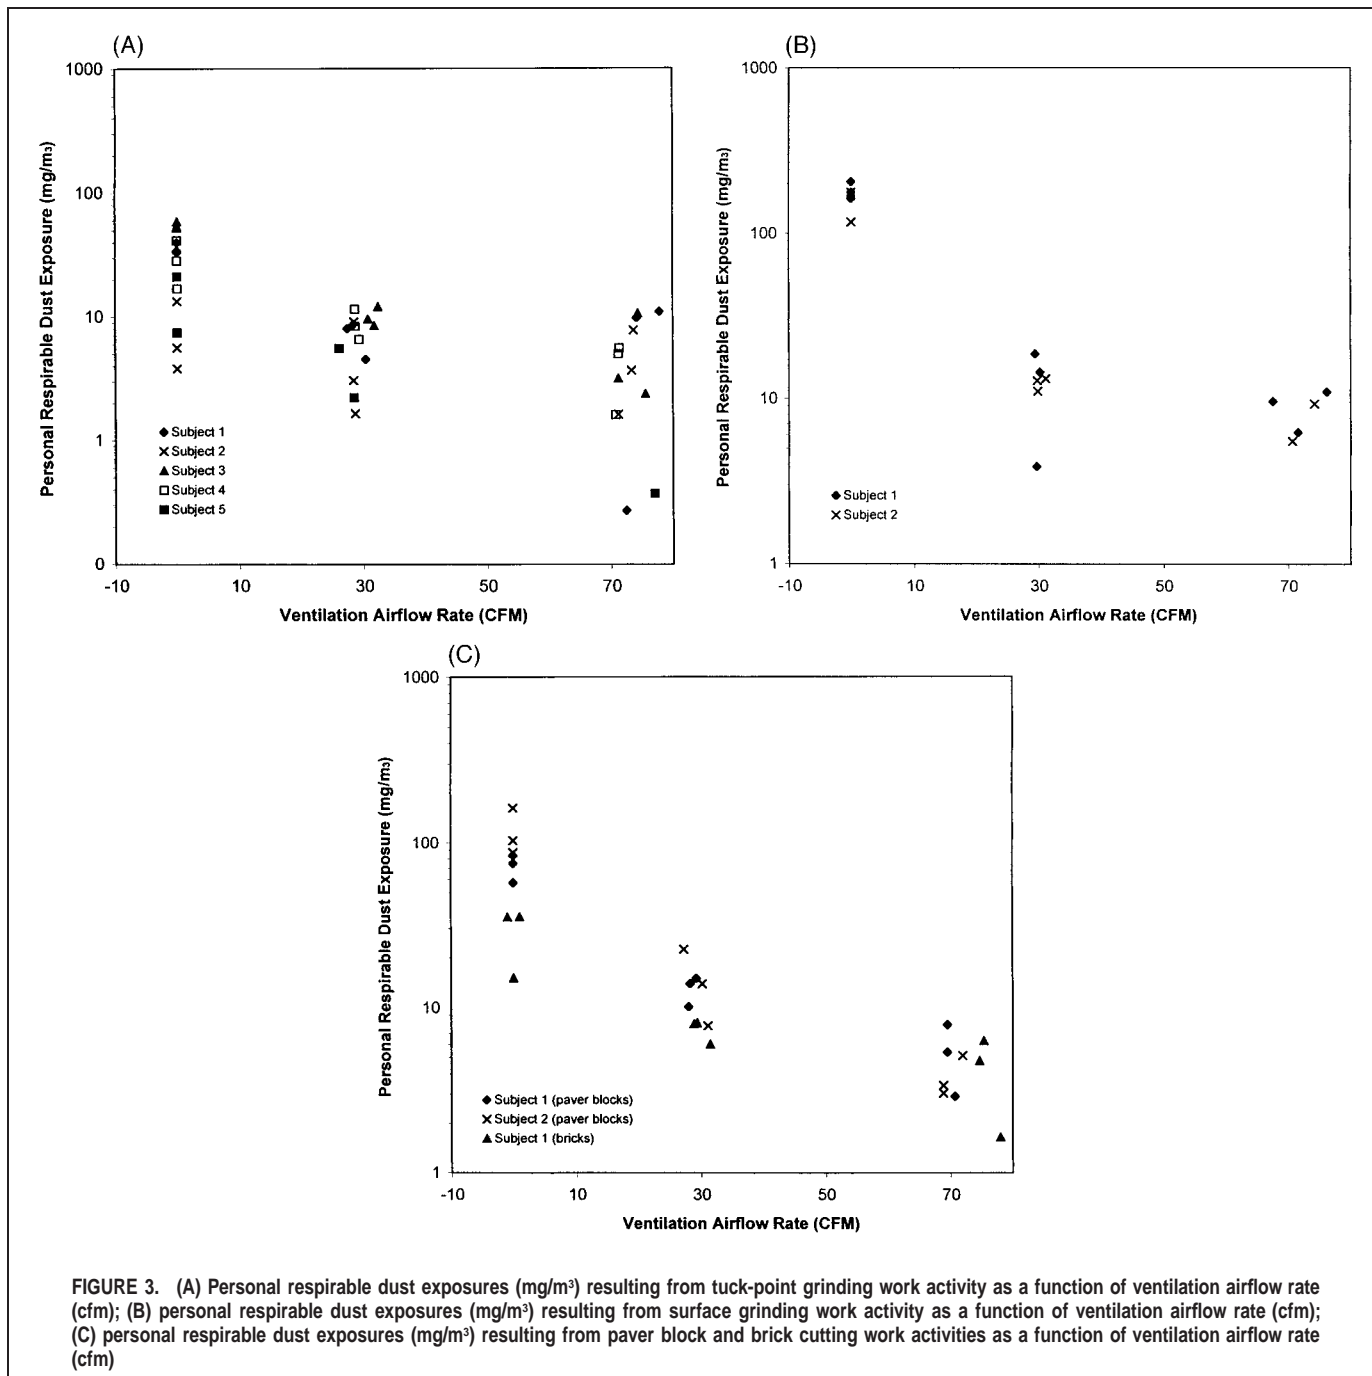 (A)
1000
100
10
1
0
-10
10
30
50
70
Personal Respirable Dust Exposure (mg/m³)
Ventilation Airflow Rate (CFM)
Subject 1
Subject 2
Subject 3
Subject 4
Subject 5
(B)
1000
100
10
1
-10
10
30
50
70
Personal Respirable Dust Exposure (mg/m³)
Ventilation Airflow Rate (CFM)
Subject 1
Subject 2
(C)
1000
100
10
1
-10
10
30
50
70
Personal Respirable Dust Exposure (mg/m³)
Ventilation Airflow Rate (CFM)
Subject 1 (paver blocks)
Subject 2 (paver blocks)
Subject 1 (bricks)
FIGURE 3. (A) Personal respirable dust exposures (mg/m³) resulting from tuck-point grinding work activity as a function of ventilation airflow rate
(cfm); (B) personal respirable dust exposures (mg/m³) resulting from surface grinding work activity as a function of ventilation airflow rate (cfm);
(C) personal respirable dust exposures (mg/m³) resulting from paver block and brick cutting work activities as a function of ventilation airflow rate
(cfm)